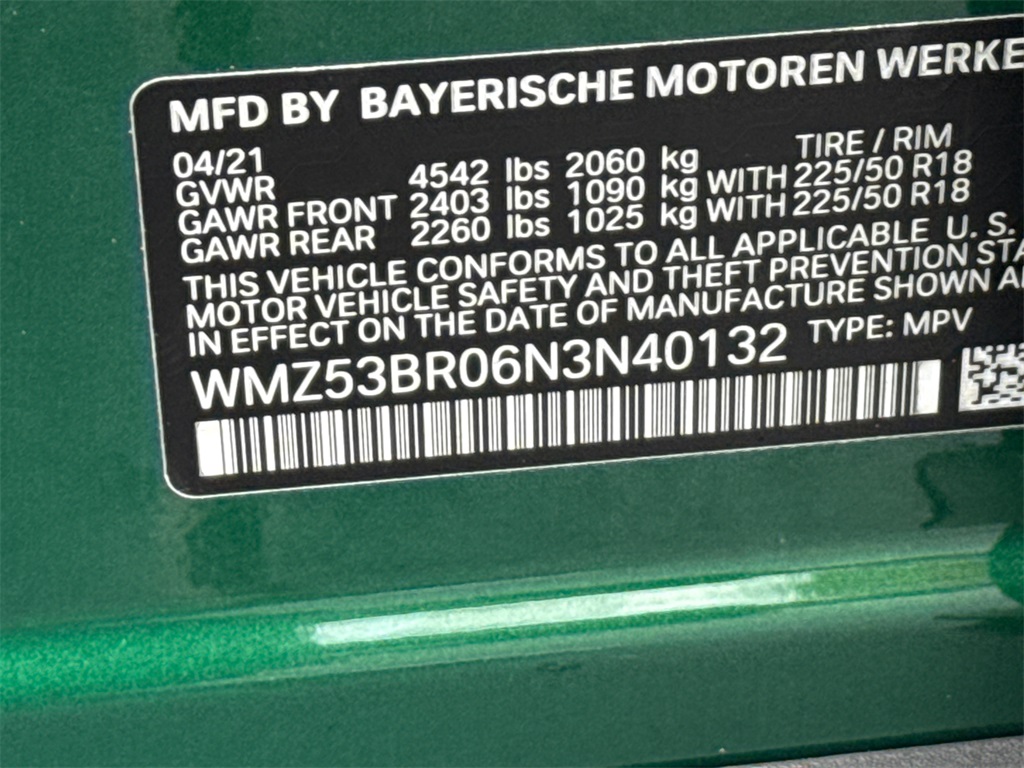 MFD BY BAYERISCHE MOTOREN WERKE
04/21 TIRE / RIM
GVWR 4542 lbs 2060 kg
GAWR FRONT 2403 lbs 1090 kg WITH 225/50 R18
GAWR REAR 2260 lbs 1025 kg WITH 225/50 R18
THIS VEHICLE CONFORMS TO ALL APPLICABLE U. S.
MOTOR VEHICLE SAFETY AND THEFT PREVENTION STA
IN EFFECT ON THE DATE OF MANUFACTURE SHOWN A
WMZ53BR06N3N40132 TYPE: MPV